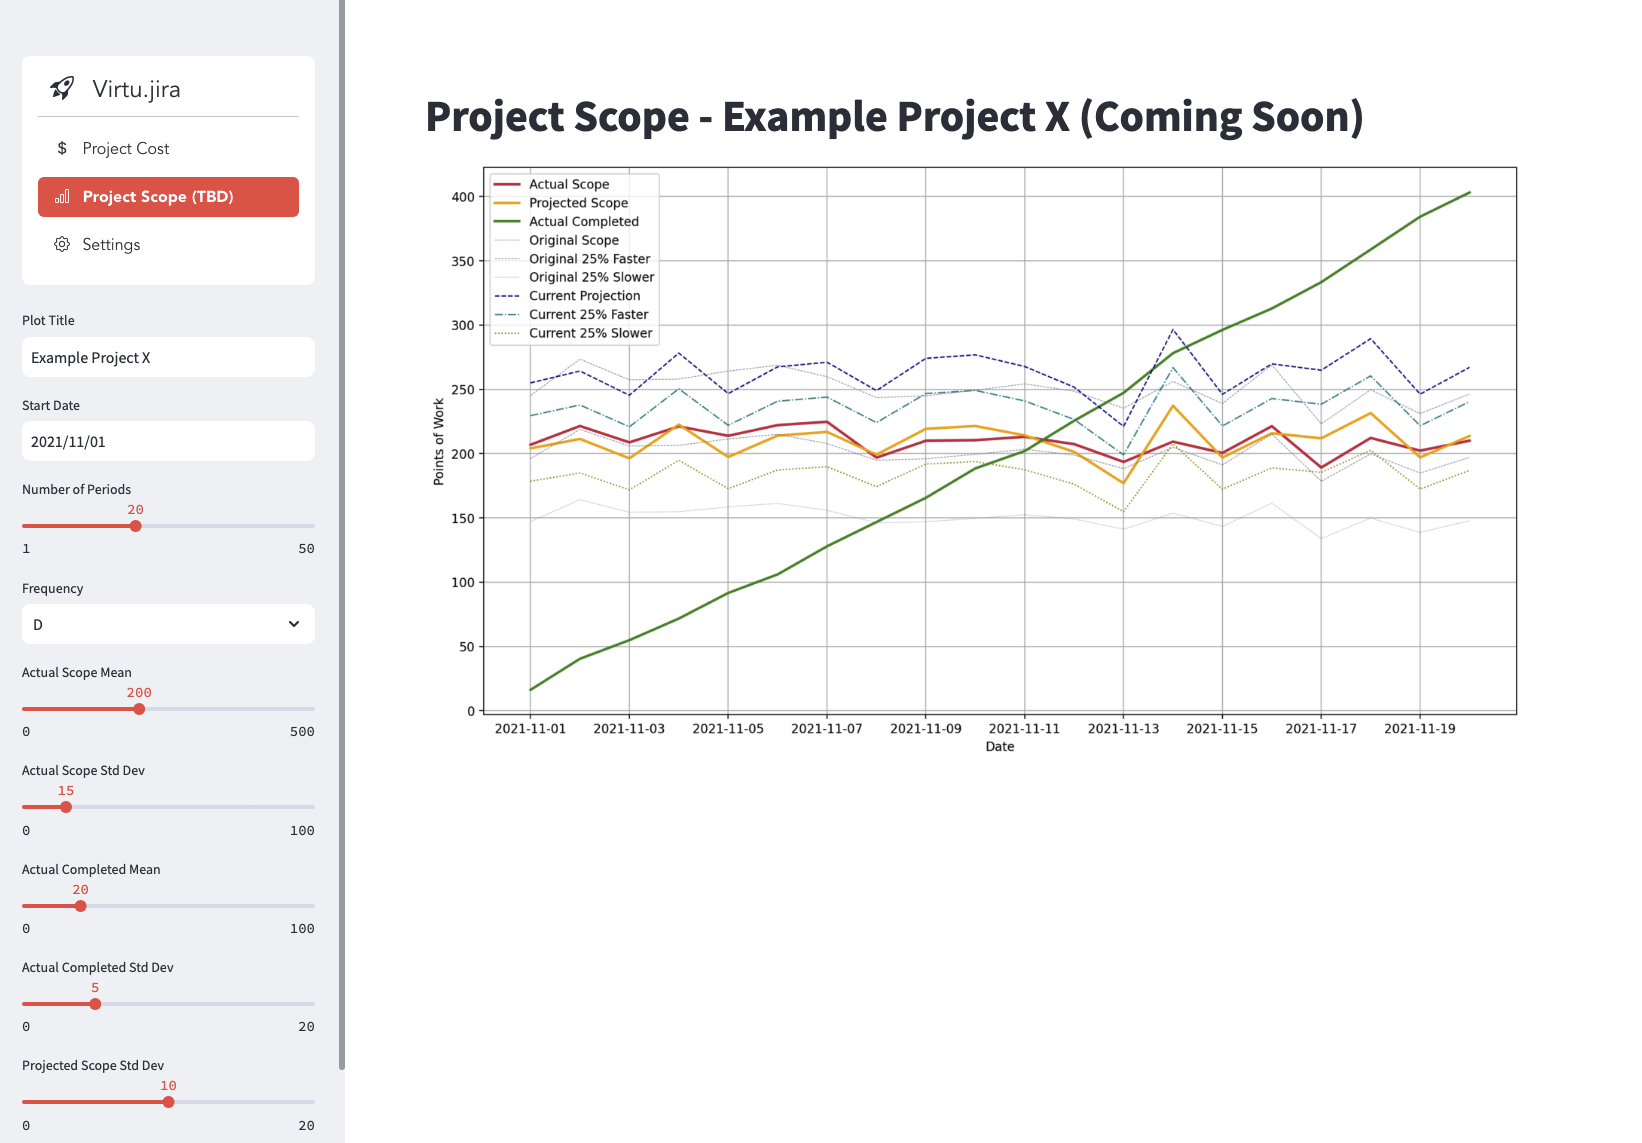 Virtu.jira
$ Project Cost
Project Scope (TBD)
Settings
Plot Title
Example Project X
Start Date
2021/11/01
Number of Periods
20
1 50
Frequency
D
Actual Scope Mean
200
0 500
Actual Scope Std Dev
15
0 100
Actual Completed Mean
20
0 100
Actual Completed Std Dev
5
0 20
Projected Scope Std Dev
10
0 20
Project Scope - Example Project X (Coming Soon)
Actual Scope
Projected Scope
Actual Completed
Original Scope
Original 25% Faster
Original 25% Slower
Current Projection
Current 25% Faster
Current 25% Slower
Points of Work
400
350
300
250
200
150
100
50
0
2021-11-01 2021-11-03 2021-11-05 2021-11-07 2021-11-09 2021-11-11 2021-11-13 2021-11-15 2021-11-17 2021-11-19
Date